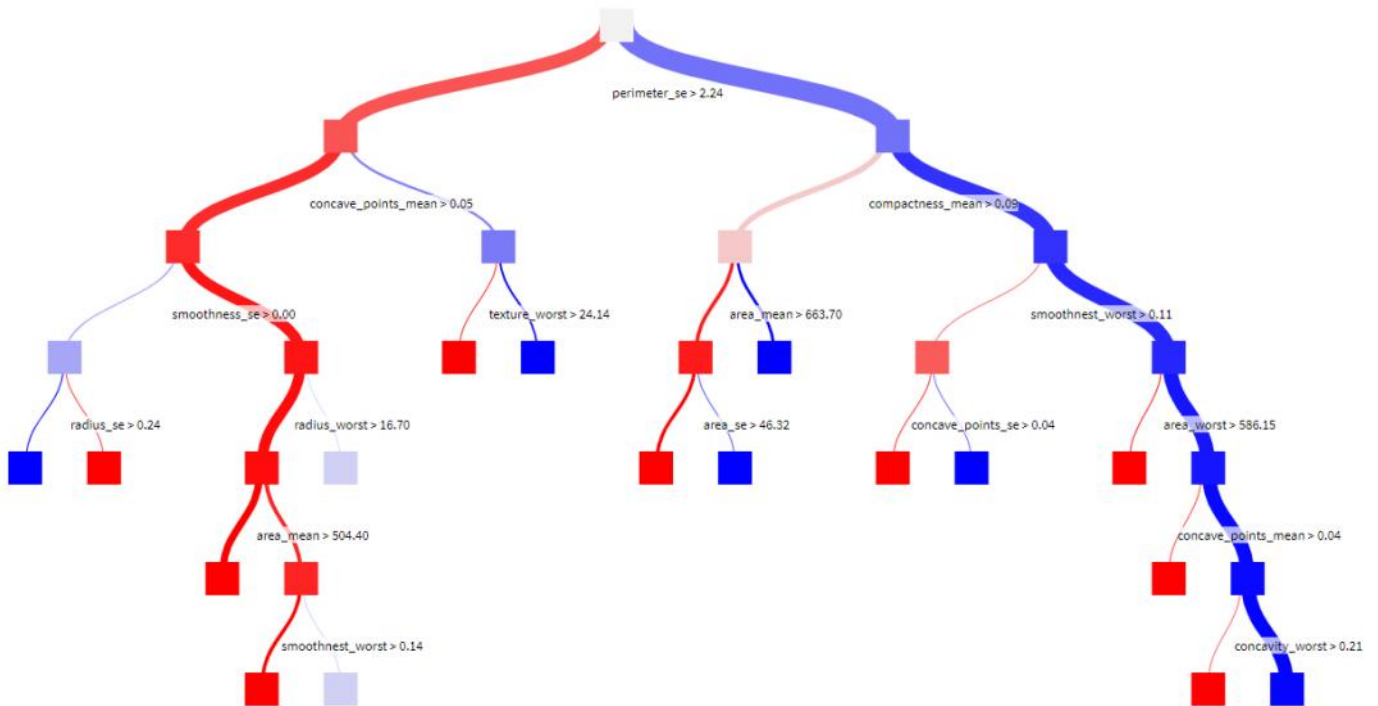 perimeter_se > 2.24
concave_points_mean > 0.05
compactness_mean > 0.09
smoothness_se > 0.00
texture_worst > 24.14
area_mean > 663.70
smoothnest_worst > 0.11
radius_se > 0.24
radius_worst > 16.70
area_se > 46.32
concave_points_se > 0.04
area_worst > 586.15
area_mean > 504.40
concave_points_mean > 0.04
smoothnest_worst > 0.14
concavity_worst > 0.21